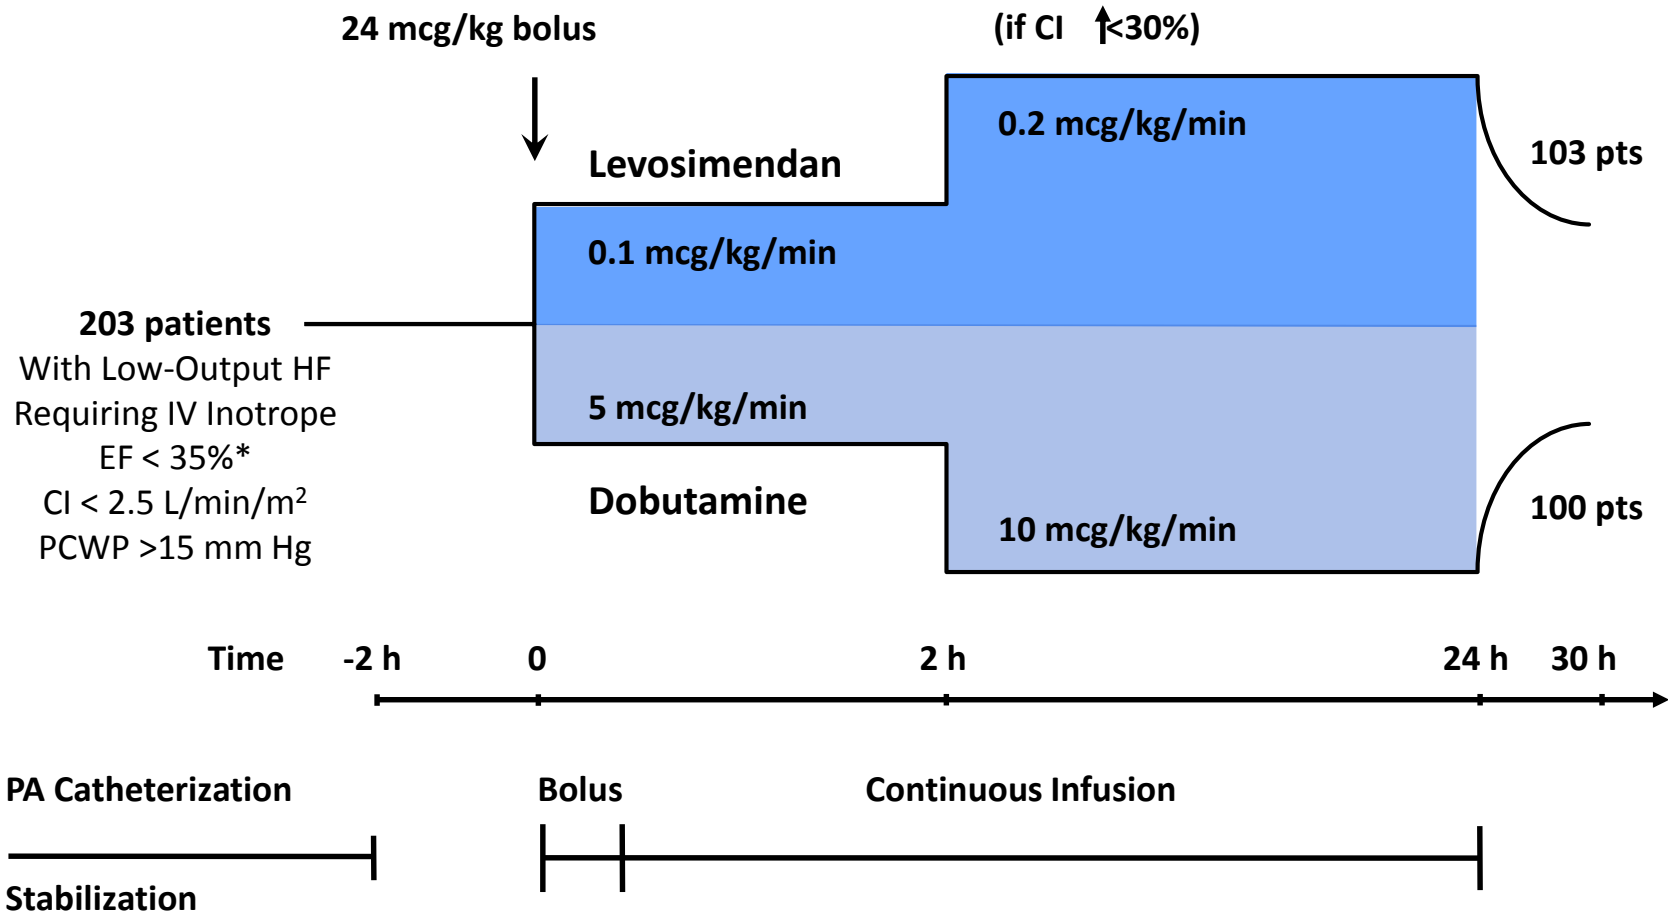 24 mcg/kg bolus
(if CI ↑<30%)
0.2 mcg/kg/min
Levosimendan
103 pts
0.1 mcg/kg/min
203 patients
With Low-Output HF
Requiring IV Inotrope
EF < 35%*
CI < 2.5 L/min/m²
PCWP >15 mm Hg
5 mcg/kg/min
Dobutamine
10 mcg/kg/min
100 pts
Time -2 h 0 2 h 24 h 30 h
PA Catheterization Bolus Continuous Infusion
Stabilization